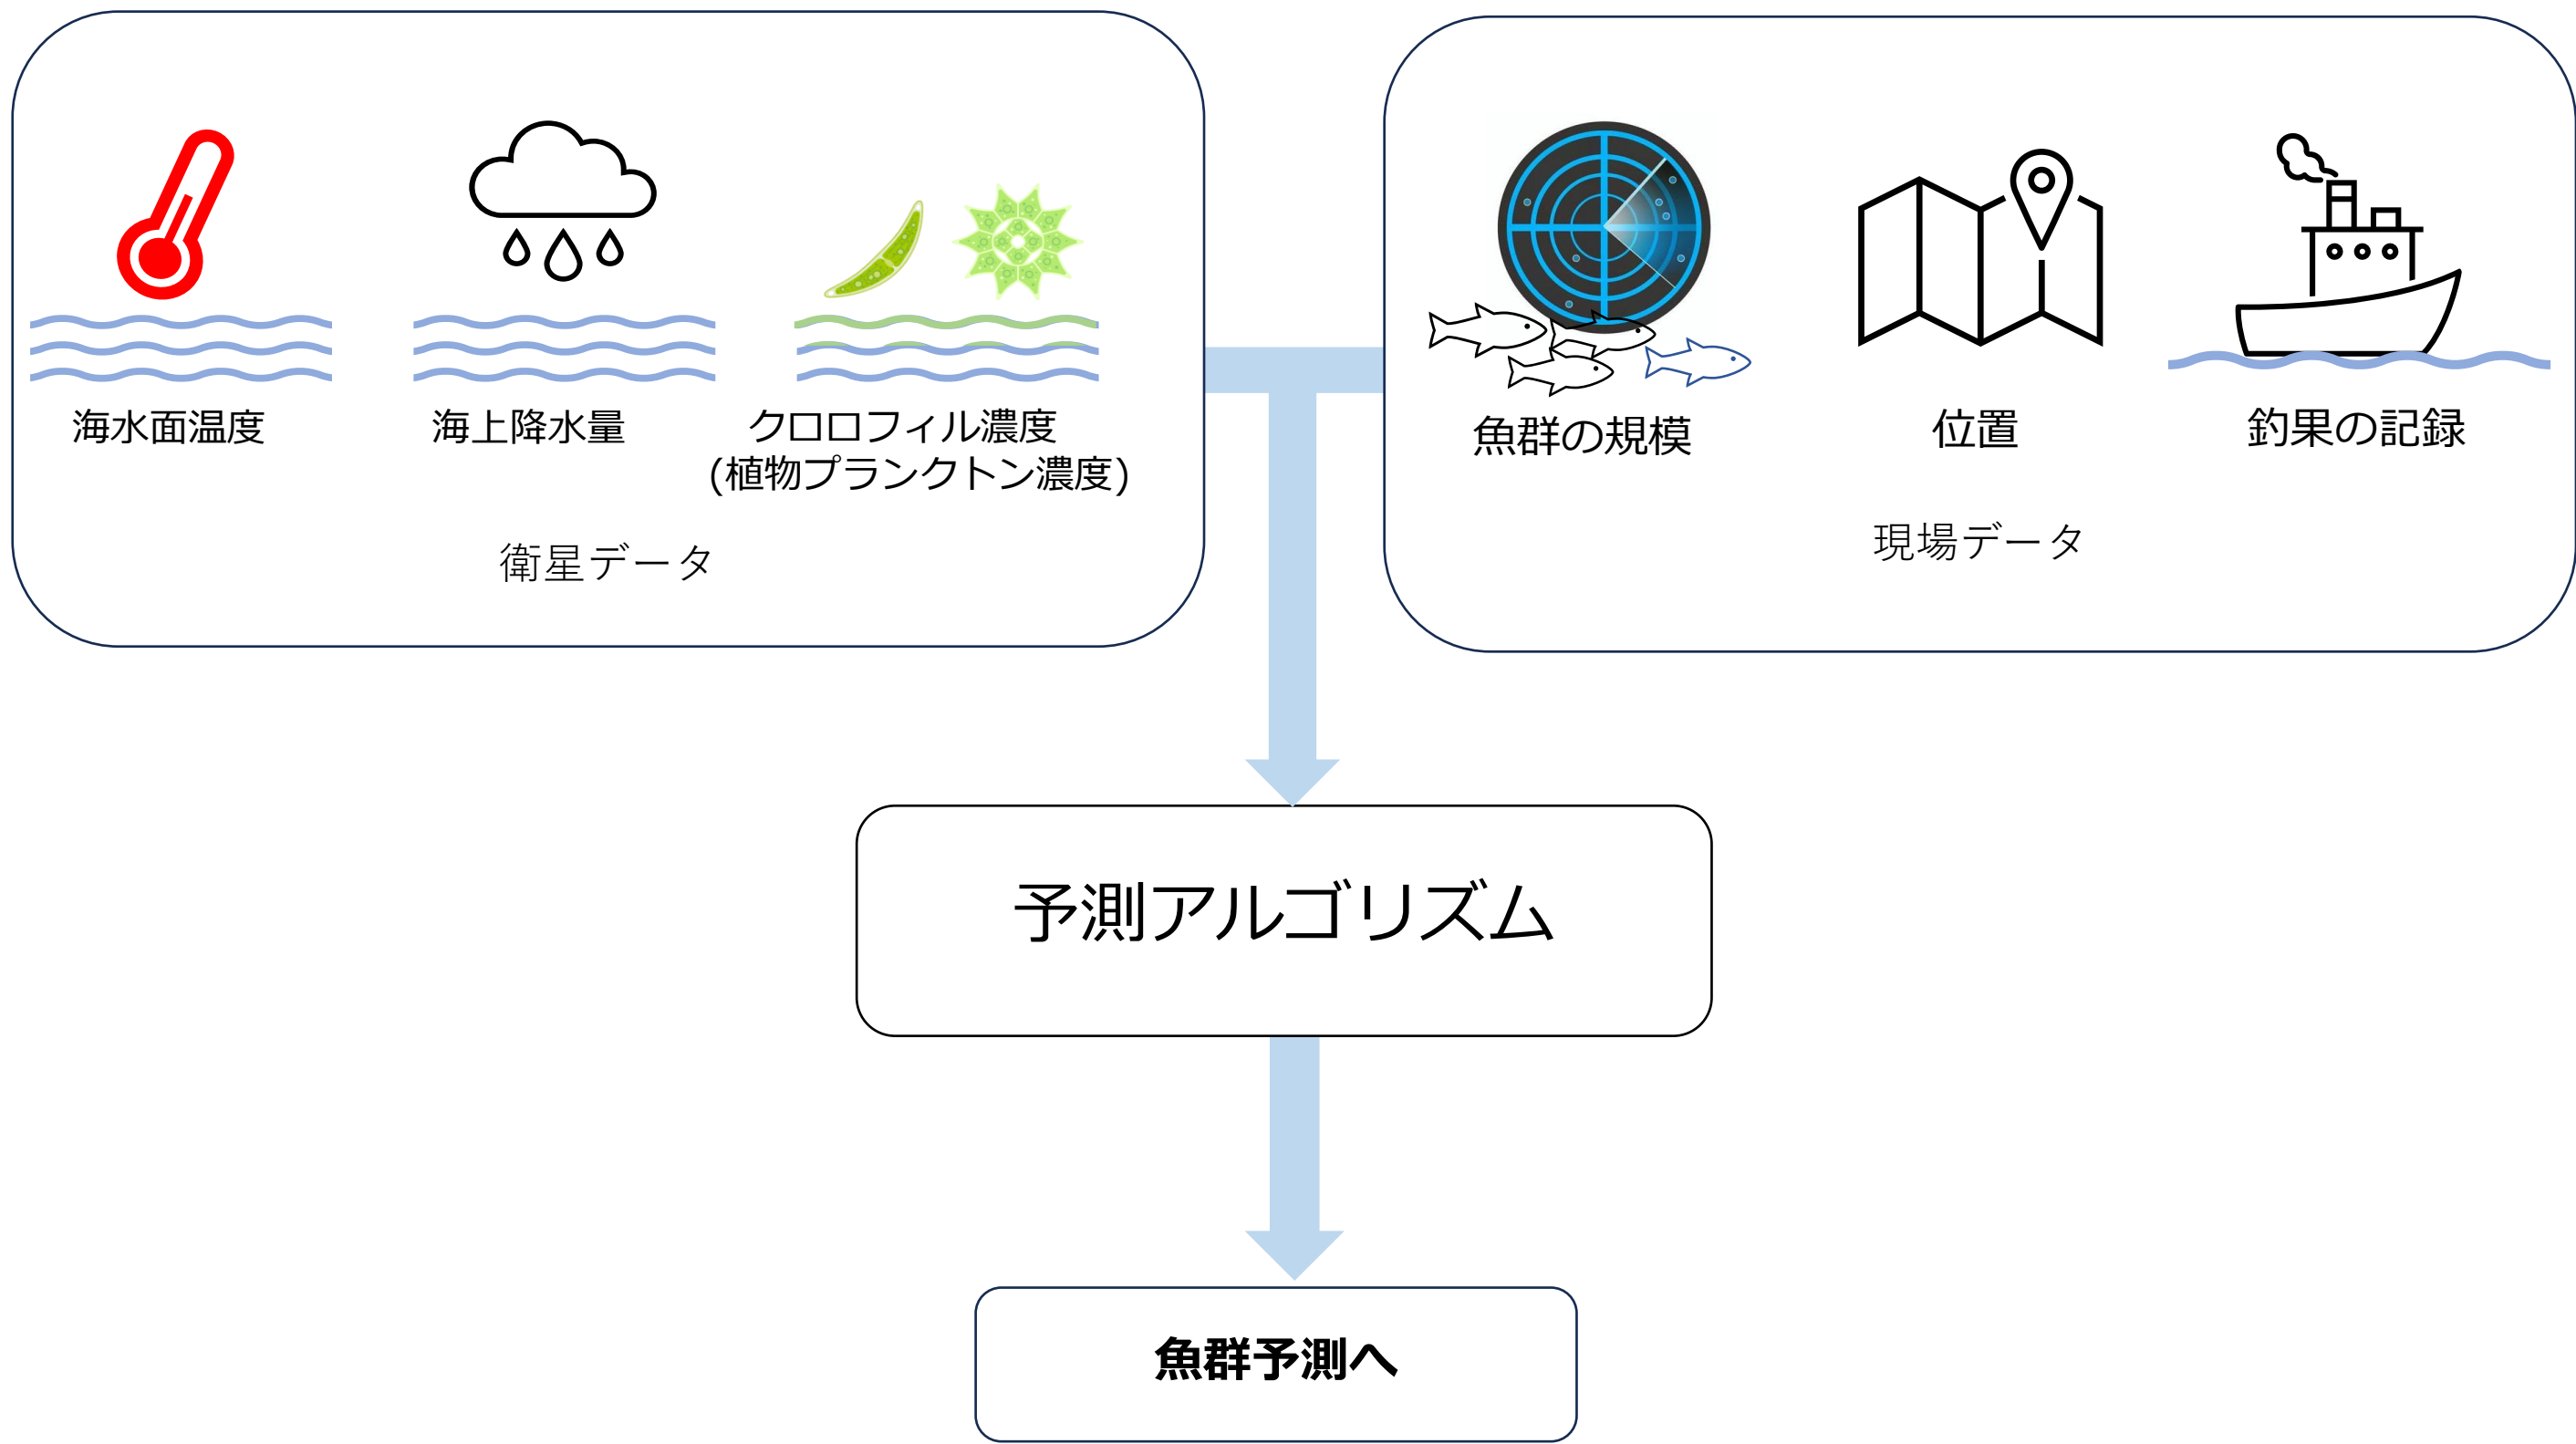 海水面温度
海上降水量
クロロフィル濃度
(植物プランクトン濃度)
衛星データ
魚群の規模
位置
釣果の記録
現場データ
予測アルゴリズム
魚群予測へ